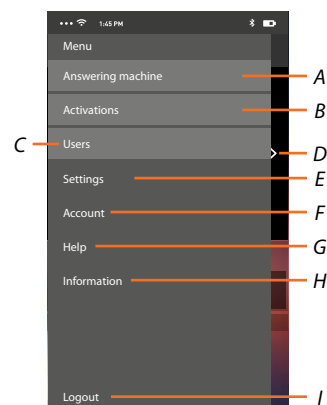 1:45 PM
Menu
Answering machine A
Activations B
C Users
D
Settings E
Account F
Help G
Information H
Logout I